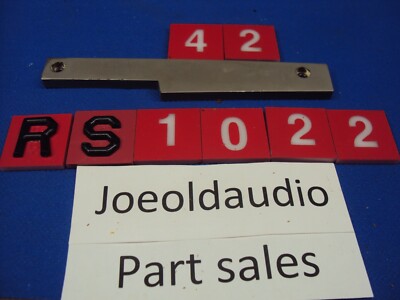 42
RS1022
Joeoldaudio
Part sales